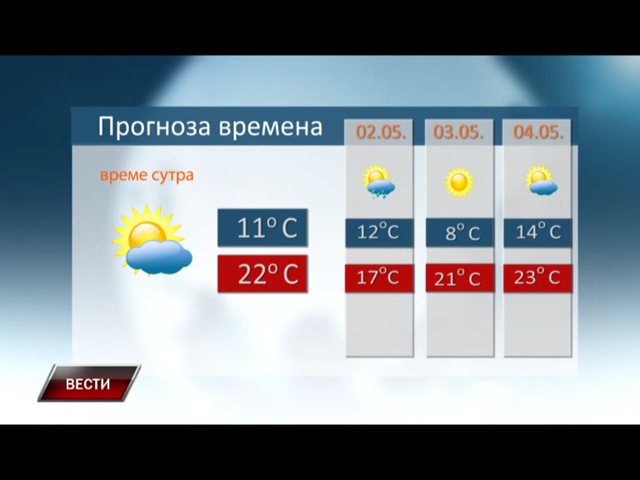 Прогноза времена
време сутра
11° C
22° C
02.05. 03.05. 04.05.
12°C 8°C 14°C
17°C 21°C 23°C
ВЕСТИ